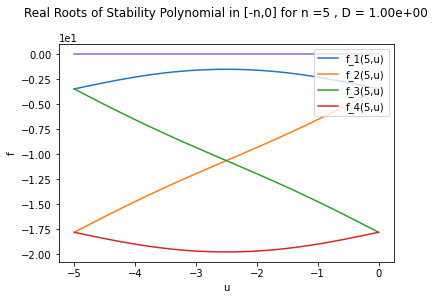 Real Roots of Stability Polynomial in [-n,0] for n =5 , D = 1.00e+00
1e1
0.00
−0.25
−0.50
−0.75
−1.00
−1.25
−1.50
−1.75
−2.00
f
f_1(5,u)
f_2(5,u)
f_3(5,u)
f_4(5,u)
−5
−4
−3
−2
−1
0
u